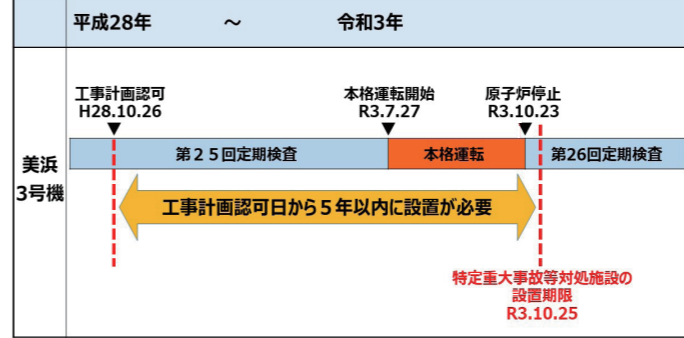 平成28年　～　令和3年
工事計画認可
H28.10.26
本格運転開始
R3.7.27
原子炉停止
R3.10.23
美浜
3号機
第２５回定期検査
本格運転
第26回定期検査
工事計画認可日から５年以内に設置が必要
特定重大事故等対処施設の
設置期限
R3.10.25